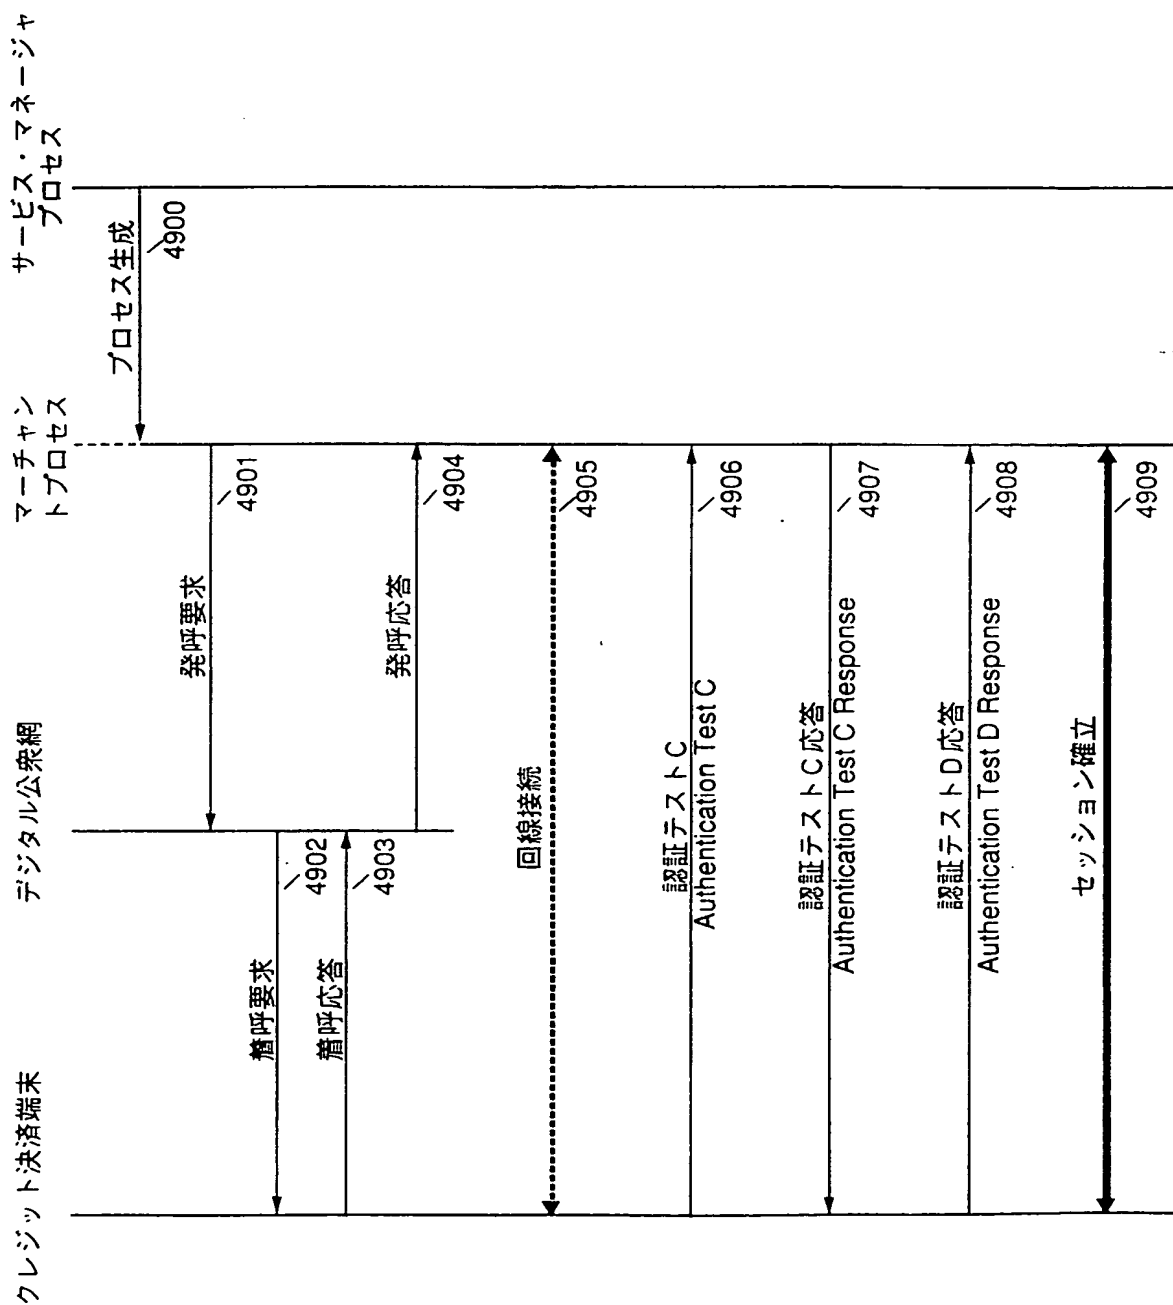 クレジット決済端末
デジタル公衆網
マーチャン
トプロセス
サービス・マネージャ
プロセス
プロセス生成
4900
発呼要求
4901
着呼要求
4902
着呼応答
4903
発呼応答
4904
回線接続
4905
認証テストC
Authentication Test C
4906
認証テストC応答
Authentication Test C Response
4907
認証テストD応答
Authentication Test D Response
4908
セッション確立
4909